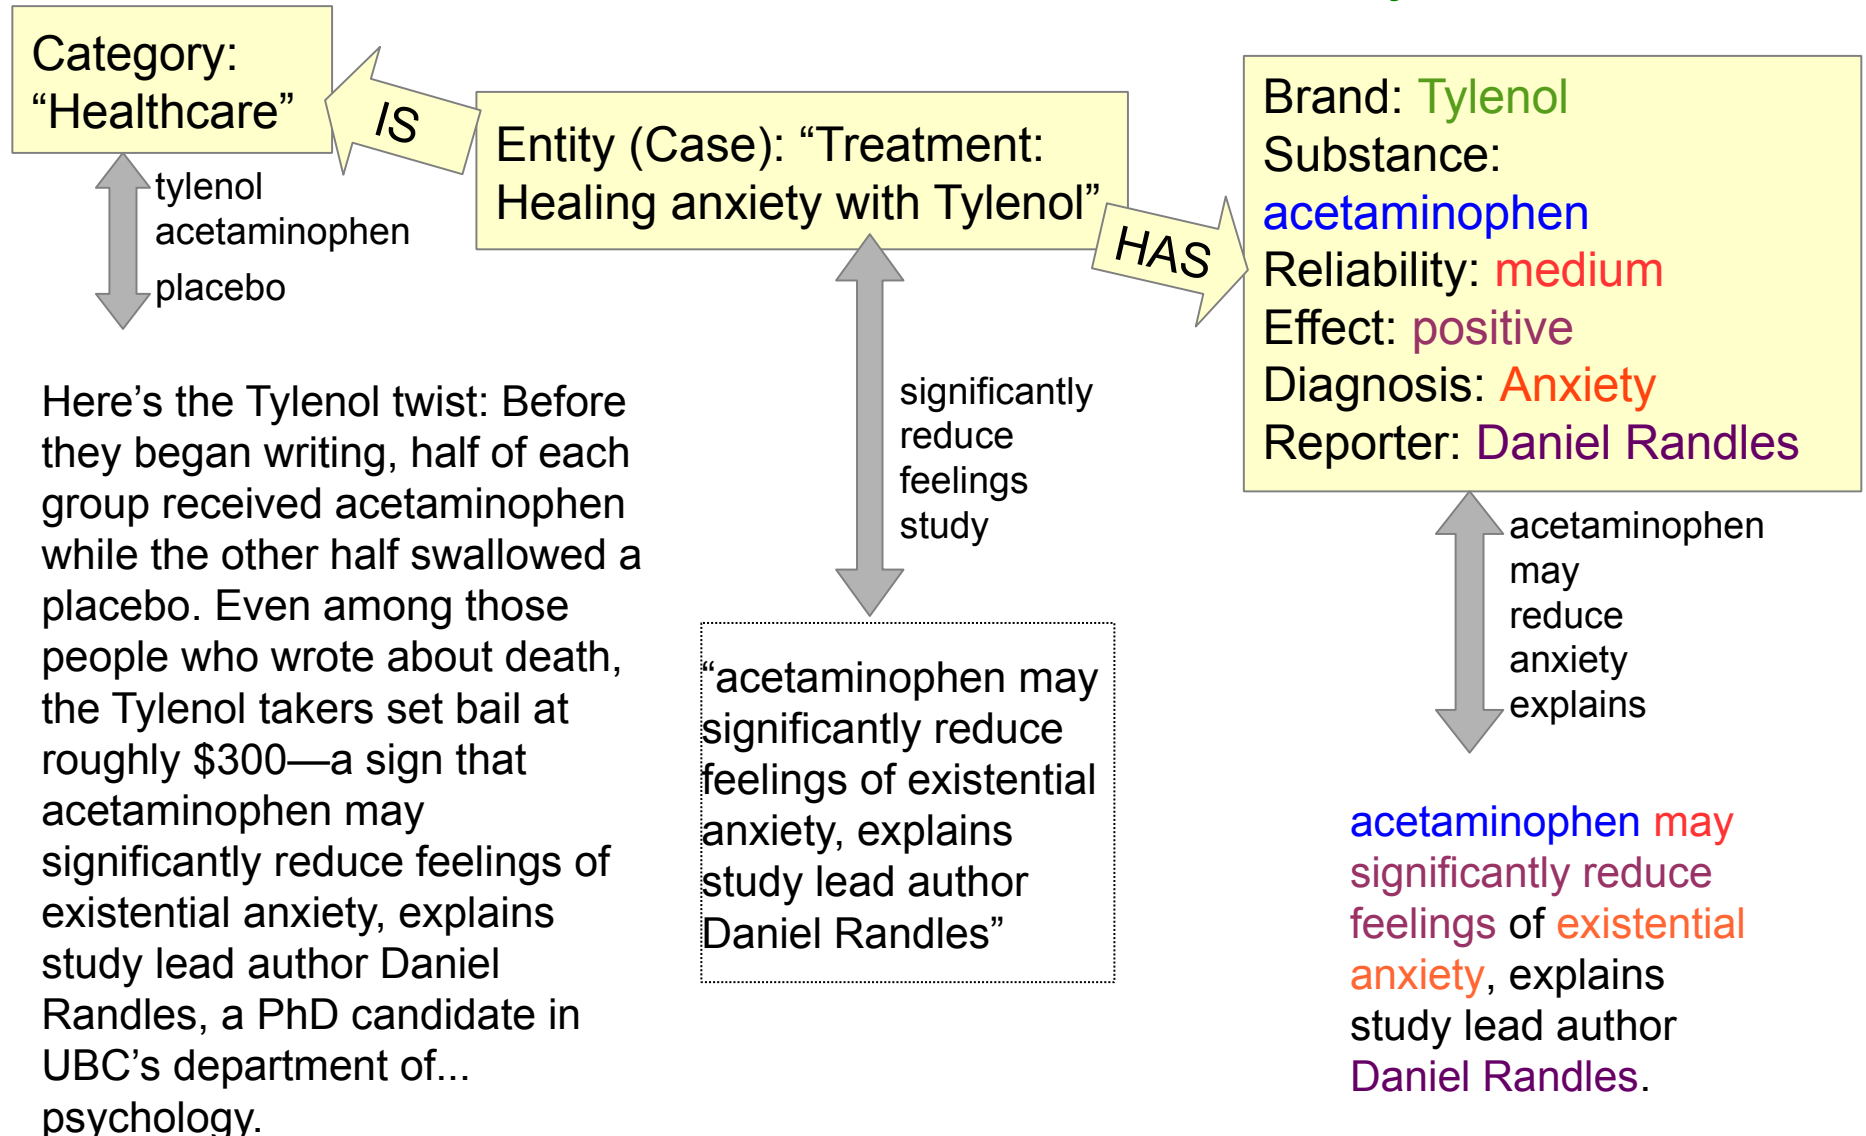 Category:
“Healthcare”
IS
Entity (Case): “Treatment:
Healing anxiety with Tylenol”
HAS
Brand: Tylenol
Substance:
acetaminophen
Reliability: medium
Effect: positive
Diagnosis: Anxiety
Reporter: Daniel Randles
tylenol
acetaminophen
placebo
significantly
reduce
feelings
study
acetaminophen
may
reduce
anxiety
explains
Here’s the Tylenol twist: Before
they began writing, half of each
group received acetaminophen
while the other half swallowed a
placebo. Even among those
people who wrote about death,
the Tylenol takers set bail at
roughly $300—a sign that
acetaminophen may
significantly reduce feelings of
existential anxiety, explains
study lead author Daniel
Randles, a PhD candidate in
UBC’s department of...
psychology.
“acetaminophen may
significantly reduce
feelings of existential
anxiety, explains
study lead author
Daniel Randles”
acetaminophen may
significantly reduce
feelings of existential
anxiety, explains
study lead author
Daniel Randles.